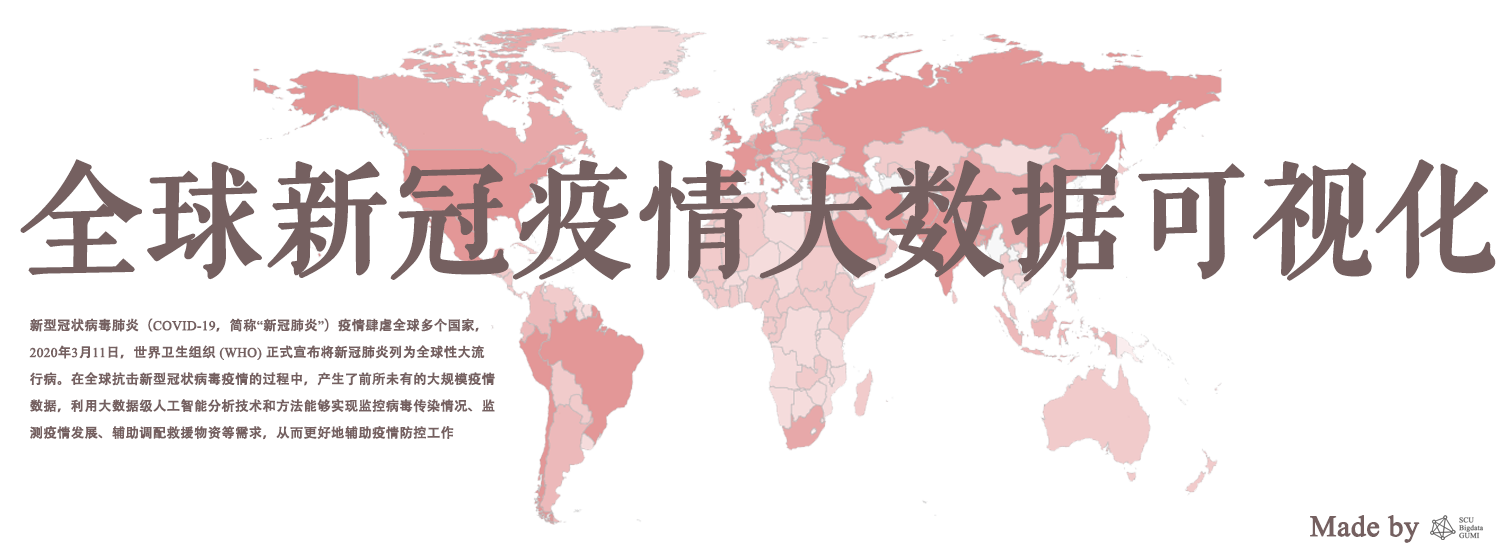 全球新冠疫情大数据可视化
新型冠状病毒肺炎（COVID-19，简称“新冠肺炎”）疫情肆虐全球多个国家，
2020年3月11日，世界卫生组织 (WHO) 正式宣布将新冠肺炎列为全球性大流
行病。在全球抗击新型冠状病毒疫情的过程中，产生了前所未有的大规模疫情
数据，利用大数据级人工智能分析技术和方法能够实现监控病毒传染情况、监
测疫情发展、辅助调配救援物资等需求，从而更好地辅助疫情防控工作
Made by
SCU
Bigdata
GUMI